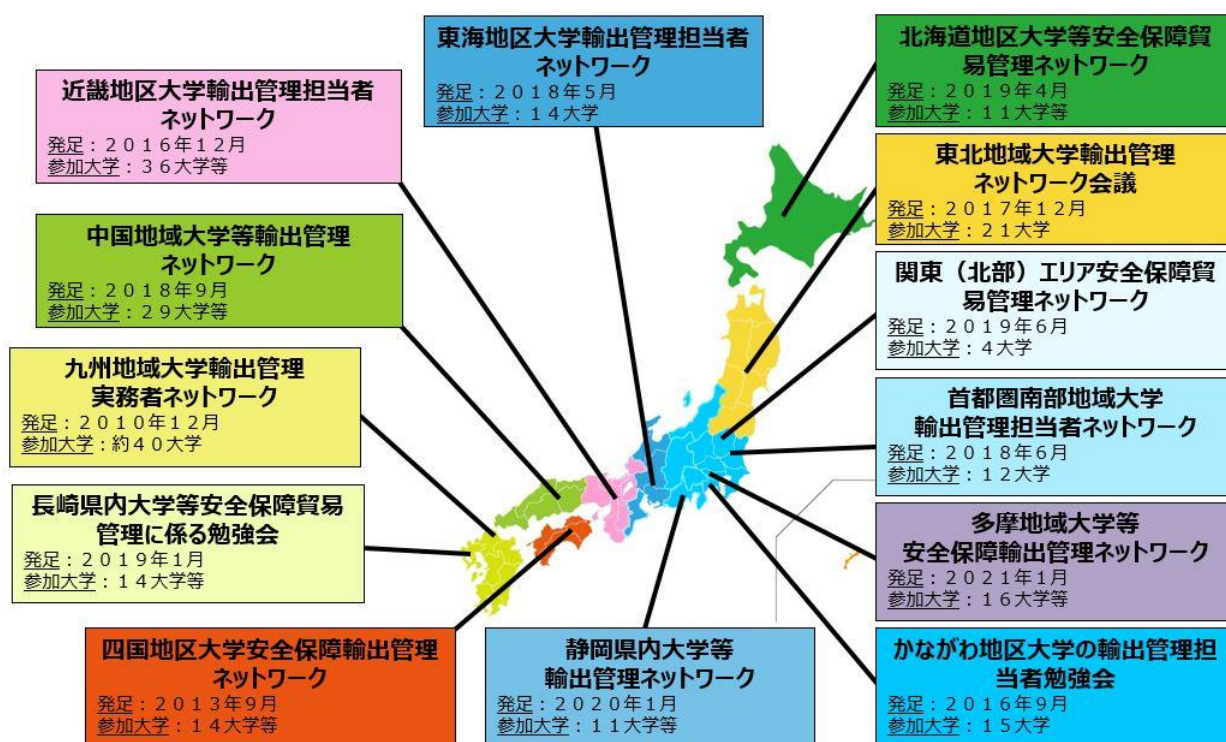 東海地区大学輸出管理担当者
ネットワーク
発足：２０１８年５月
参加大学：１４大学
北海道地区大学等安全保障貿
易管理ネットワーク
発足：２０１９年４月
参加大学：１１大学等
近畿地区大学輸出管理担当者
ネットワーク
発足：２０１６年１２月
参加大学：３６大学等
東北地域大学輸出管理
ネットワーク会議
発足：２０１７年１２月
参加大学：２１大学
中国地域大学等輸出管理
ネットワーク
発足：２０１８年９月
参加大学：２９大学等
関東（北部）エリア安全保障貿
易管理ネットワーク
発足：２０１９年６月
参加大学：４大学
九州地域大学輸出管理
実務者ネットワーク
発足：２０１０年１２月
参加大学：約４０大学
首都圏南部地域大学
輸出管理担当者ネットワーク
発足：２０１８年６月
参加大学：１２大学
長崎県内大学等安全保障貿易
管理に係る勉強会
発足：２０１９年１月
参加大学：１４大学等
多摩地域大学等
安全保障輸出管理ネットワーク
発足：２０２１年１月
参加大学：１６大学等
四国地区大学安全保障輸出管理
ネットワーク
発足：２０１３年９月
参加大学：１４大学等
静岡県内大学等
輸出管理ネットワーク
発足：２０２０年１月
参加大学：１１大学等
かながわ地区大学の輸出管理担
当者勉強会
発足：２０１６年９月
参加大学：１５大学